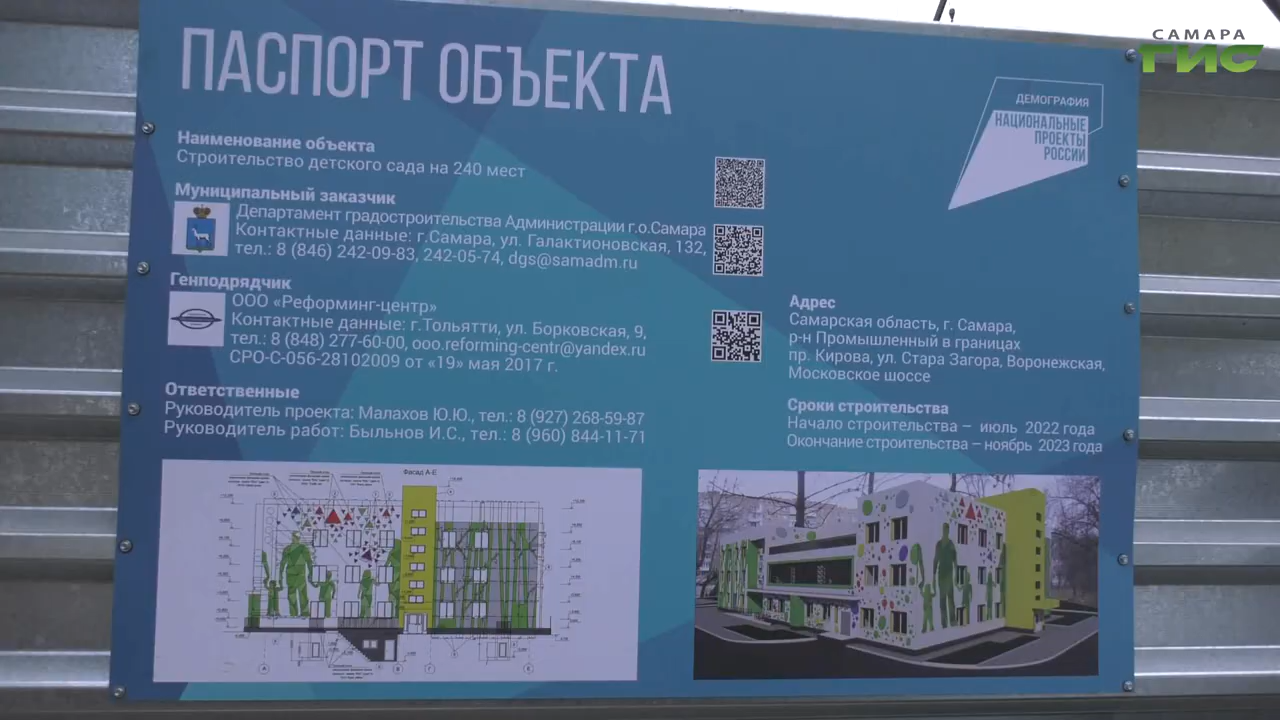 САМАРА
ГИС
ПАСПОРТ ОБЪЕКТА
ДЕМОГРАФИЯ
НАЦИОНАЛЬНЫЕ
ПРОЕКТЫ
РОССИИ
Наименование объекта
Строительство детского сада на 240 мест
Муниципальный заказчик
Департамент градостроительства Администрации г.о.Самара
Контактные данные: г.Самара, ул. Галактионовская, 132,
тел.: 8 (846) 242-09-83, 242-05-74, dgs@samadm.ru
Генподрядчик
ООО «Реформинг-центр»
Контактные данные: г.Тольятти, ул. Борковская, 9,
тел.: 8 (848) 277-60-00, ooo.reforming-centr@yandex.ru
СРО-С-056-28102009 от «19» мая 2017 г.
Ответственные
Руководитель проекта: Малахов Ю.Ю., тел.: 8 (927) 268-59-87
Руководитель работ: Быльнов И.С., тел.: 8 (960) 844-11-71
Адрес
Самарская область, г. Самара,
р-н Промышленный в границах
пр. Кирова, ул. Стара Загора, Воронежская,
Московское шоссе
Сроки строительства
Начало строительства – июль 2022 года
Окончание строительства – ноябрь 2023 года
Фасад А-Е